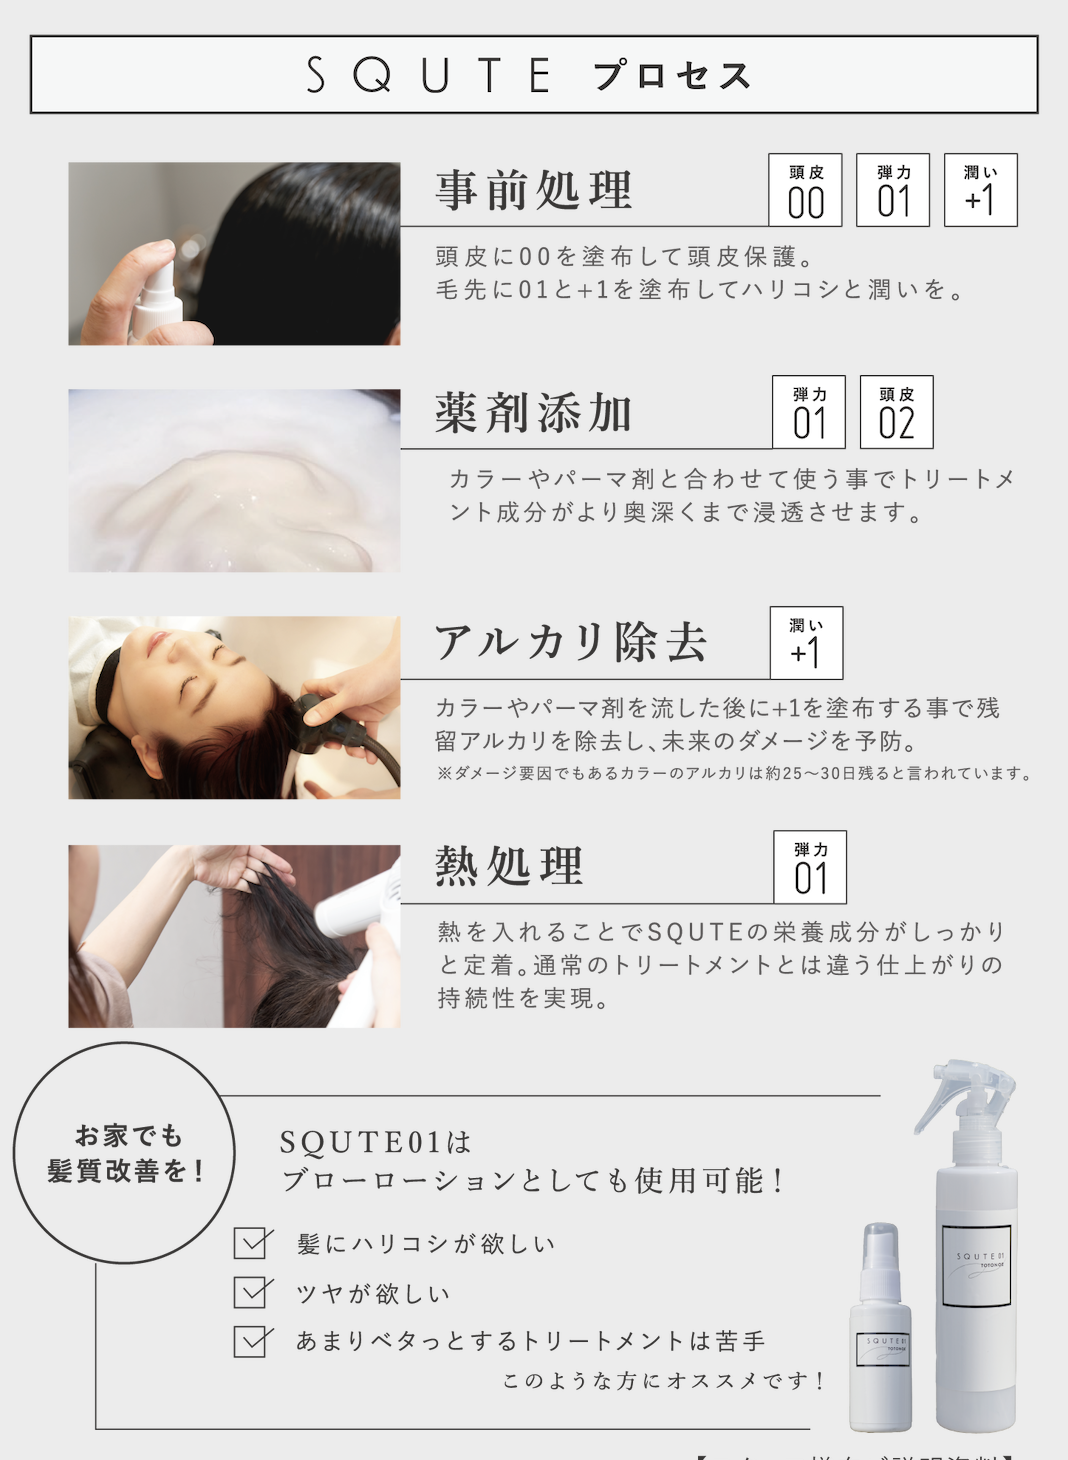 SQUTE プロセス
事前処理
頭皮 00
弾力 01
潤い +1
頭皮に00を塗布して頭皮保護。
毛先に01と+1を塗布してハリコシと潤いを。
薬剤添加
弾力 01
頭皮 02
カラーやパーマ剤と合わせて使う事でトリートメ
ント成分がより奥深くまで浸透させます。
アルカリ除去
潤い +1
カラーやパーマ剤を流した後に+1を塗布する事で残
留アルカリを除去し、未来のダメージを予防。
※ダメージ要因でもあるカラーのアルカリは約25〜30日残ると言われています。
熱処理
弾力 01
熱を入れることでSQUTEの栄養成分がしっかり
と定着。通常のトリートメントとは違う仕上がりの
持続性を実現。
お家でも
髪質改善を！
SQUTE01は
ブローローションとしても使用可能！
髪にハリコシが欲しい
ツヤが欲しい
あまりベタっとするトリートメントは苦手
このような方にオススメです！
SQUTE01
TOTONOE
SQUTE01
TOTONOE